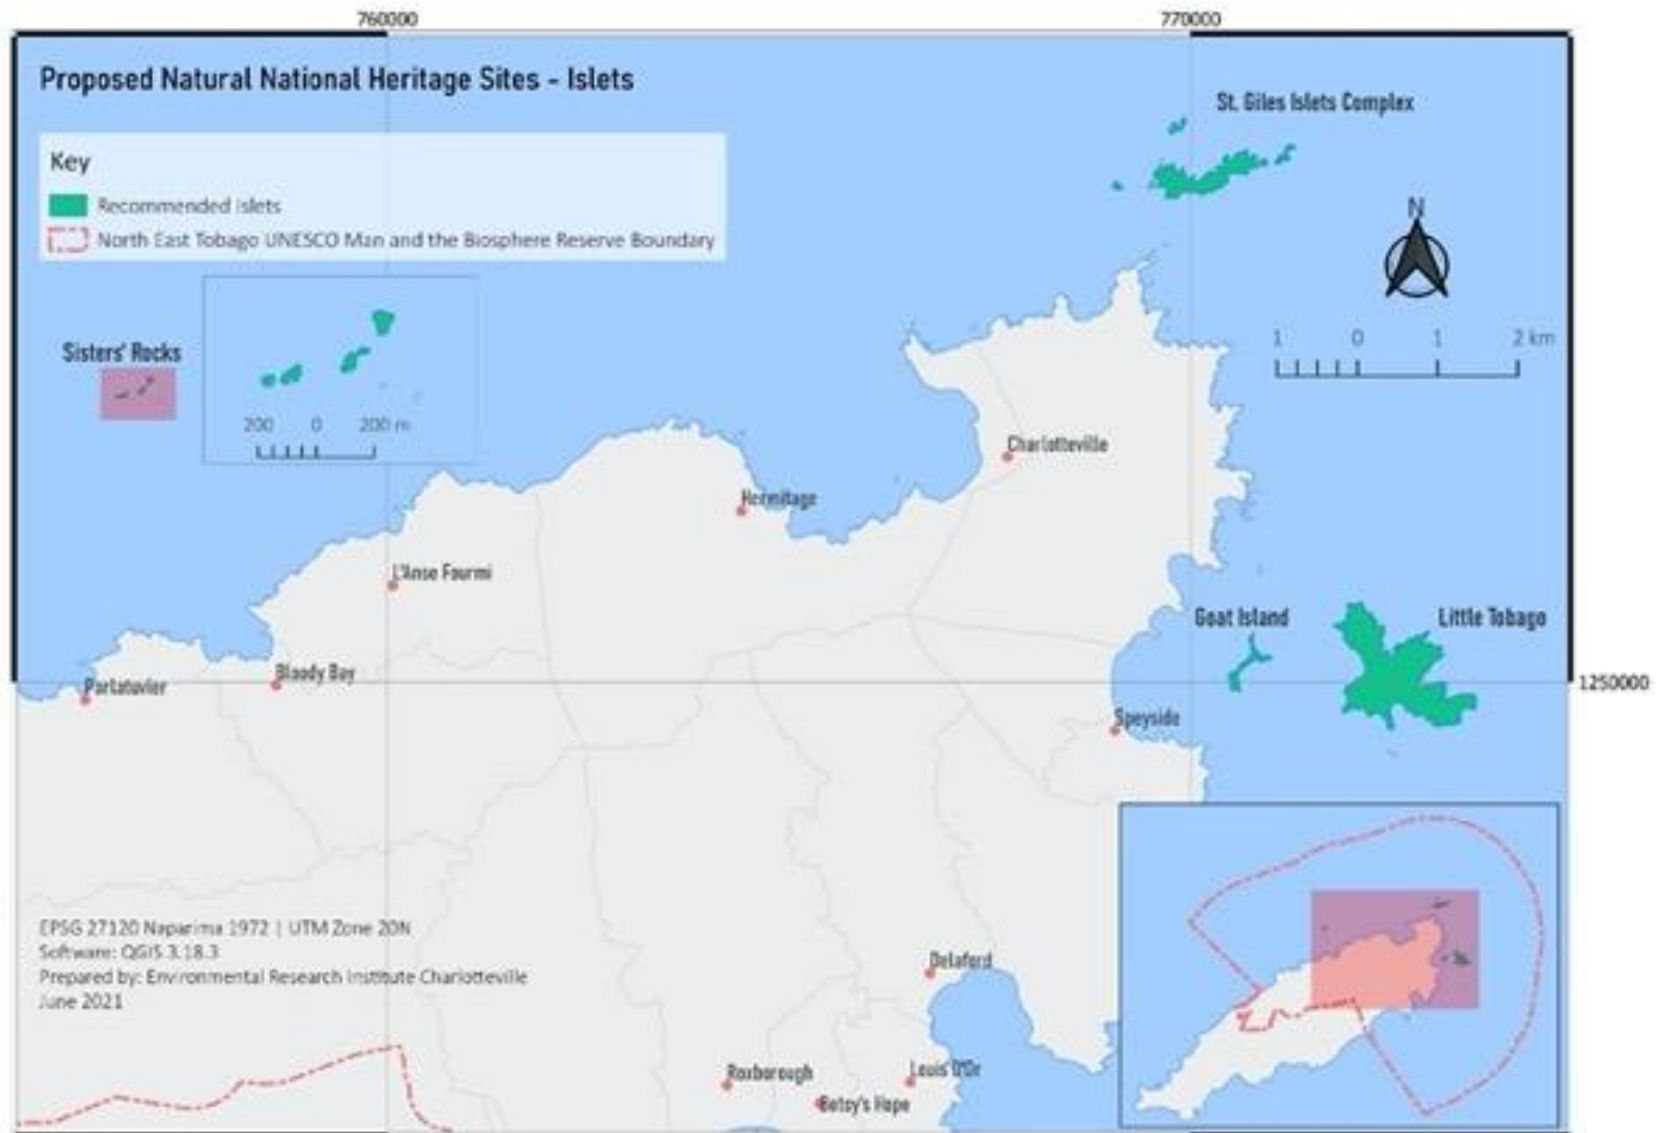 760000
770000
Proposed Natural National Heritage Sites - Islets
St. Giles Islets Complex
Key
Recommended islets
North East Tobago UNESCO Man and the Biosphere Reserve Boundary
N
1 0 1 2 km
Sisters' Rocks
200 0 200 m
Charlotteville
Hermitage
L'Anse Fourmi
Goat Island
Little Tobago
Bloody Bay
Parlatuvier
1250000
Speyside
EPSG 27120 Naparima 1972 | UTM Zone 20N
Software: QGIS 3.18.3
Prepared by: Environmental Research Institute Charlotteville
June 2021
Delaford
Roxborough
Louis D'Or
Betsy's Hope